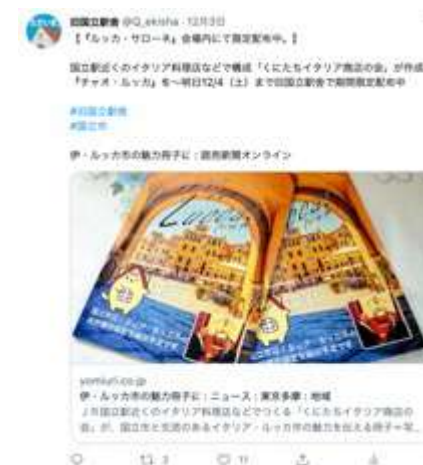 旧国立駅舎 @Q_ekisha · 12月3日
【『ルッカ・サローネ』会場内にて限定配布中。】
国立駅近くのイタリア料理店などで構成「くにたちイタリア商店の会」が作成
『チャオ・ルッカ』を〜明日12/4（土）まで旧国立駅舎で期間限定配布中
#旧国立駅舎
#国立市
伊・ルッカ市の魅力冊子に：読売新聞オンライン
Lucca
yomiuri.co.jp
伊・ルッカ市の魅力冊子に：ニュース：東京多摩：地域
ＪＲ国立駅近くのイタリア料理店などでつくる「くにたちイタリア商店の
会」が、国立市と交流のあるイタリア・ルッカ市の魅力を伝える冊子＝写...
2
11